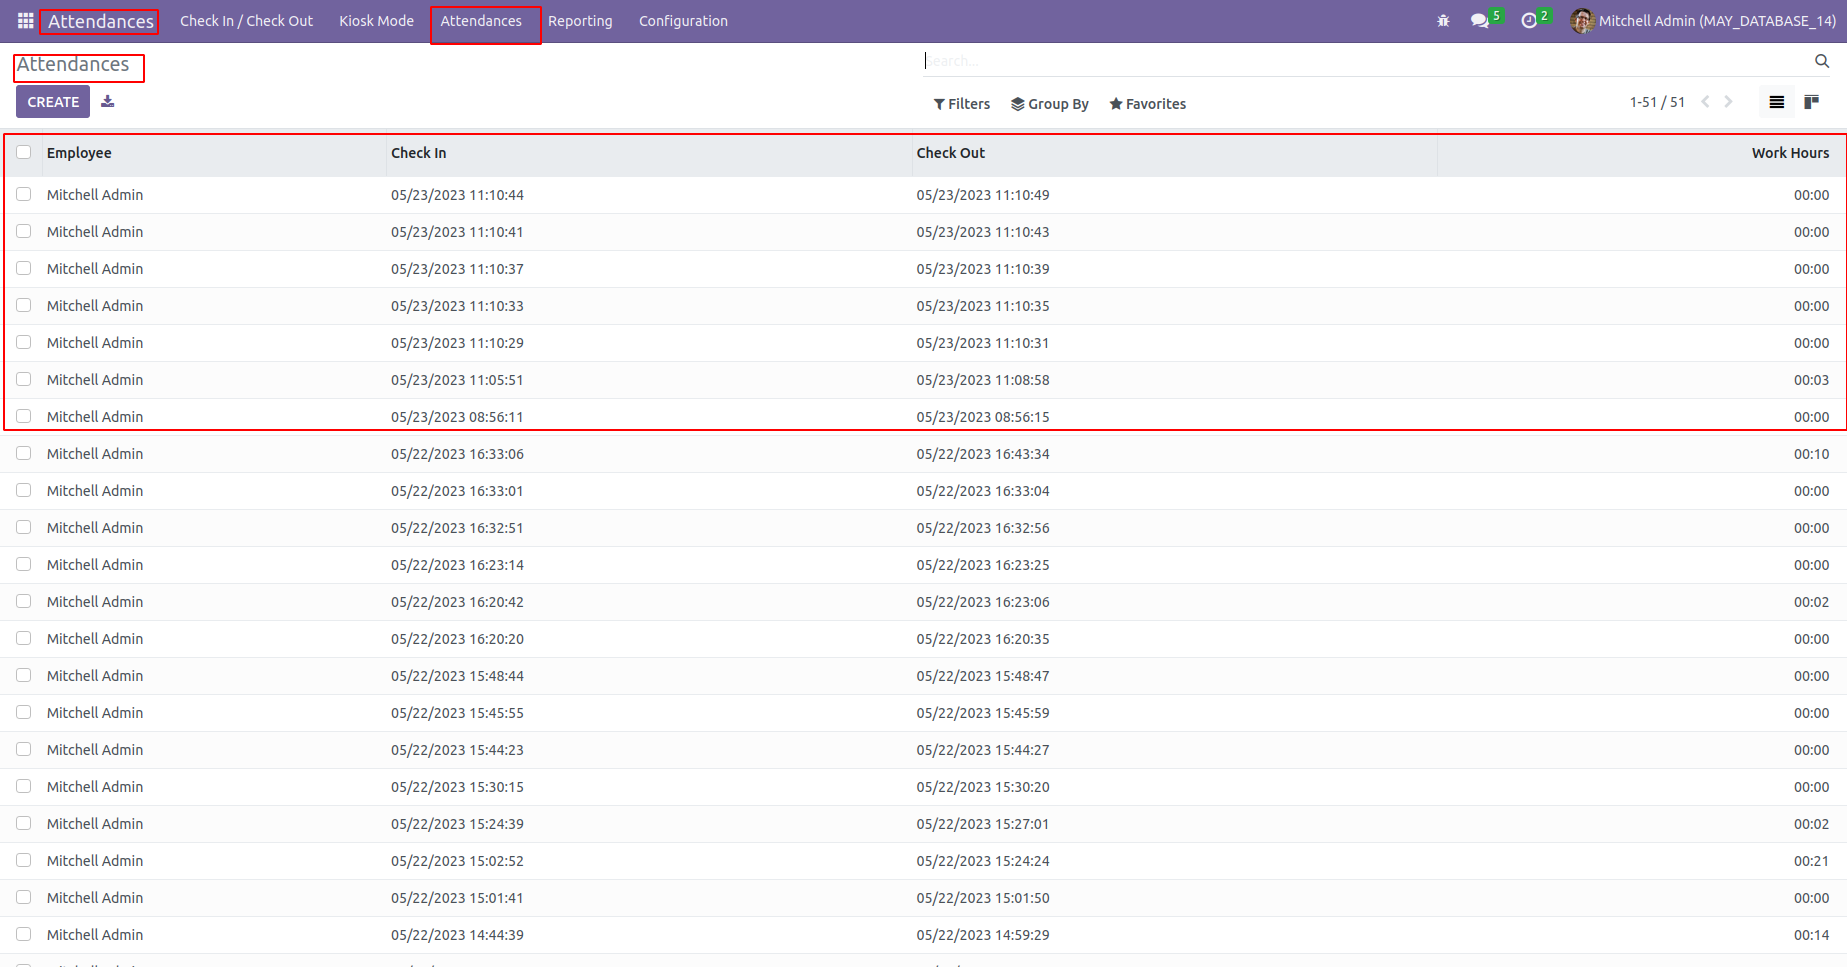 Attendances Check In / Check Out Kiosk Mode Attendances Reporting Configuration 5 2 Mitchell Admin (MAY_DATABASE_14)
Attendances Search...
CREATE Filters Group By Favorites 1-51 / 51
Employee Check In Check Out Work Hours
Mitchell Admin 05/23/2023 11:10:44 05/23/2023 11:10:49 00:00
Mitchell Admin 05/23/2023 11:10:41 05/23/2023 11:10:43 00:00
Mitchell Admin 05/23/2023 11:10:37 05/23/2023 11:10:39 00:00
Mitchell Admin 05/23/2023 11:10:33 05/23/2023 11:10:35 00:00
Mitchell Admin 05/23/2023 11:10:29 05/23/2023 11:10:31 00:00
Mitchell Admin 05/23/2023 11:05:51 05/23/2023 11:08:58 00:03
Mitchell Admin 05/23/2023 08:56:11 05/23/2023 08:56:15 00:00
Mitchell Admin 05/22/2023 16:33:06 05/22/2023 16:43:34 00:10
Mitchell Admin 05/22/2023 16:33:01 05/22/2023 16:33:04 00:00
Mitchell Admin 05/22/2023 16:32:51 05/22/2023 16:32:56 00:00
Mitchell Admin 05/22/2023 16:23:14 05/22/2023 16:23:25 00:00
Mitchell Admin 05/22/2023 16:20:42 05/22/2023 16:23:06 00:02
Mitchell Admin 05/22/2023 16:20:20 05/22/2023 16:20:35 00:00
Mitchell Admin 05/22/2023 15:48:44 05/22/2023 15:48:47 00:00
Mitchell Admin 05/22/2023 15:45:55 05/22/2023 15:45:59 00:00
Mitchell Admin 05/22/2023 15:44:23 05/22/2023 15:44:27 00:00
Mitchell Admin 05/22/2023 15:30:15 05/22/2023 15:30:20 00:00
Mitchell Admin 05/22/2023 15:24:39 05/22/2023 15:27:01 00:02
Mitchell Admin 05/22/2023 15:02:52 05/22/2023 15:24:24 00:21
Mitchell Admin 05/22/2023 15:01:41 05/22/2023 15:01:50 00:00
Mitchell Admin 05/22/2023 14:44:39 05/22/2023 14:59:29 00:14